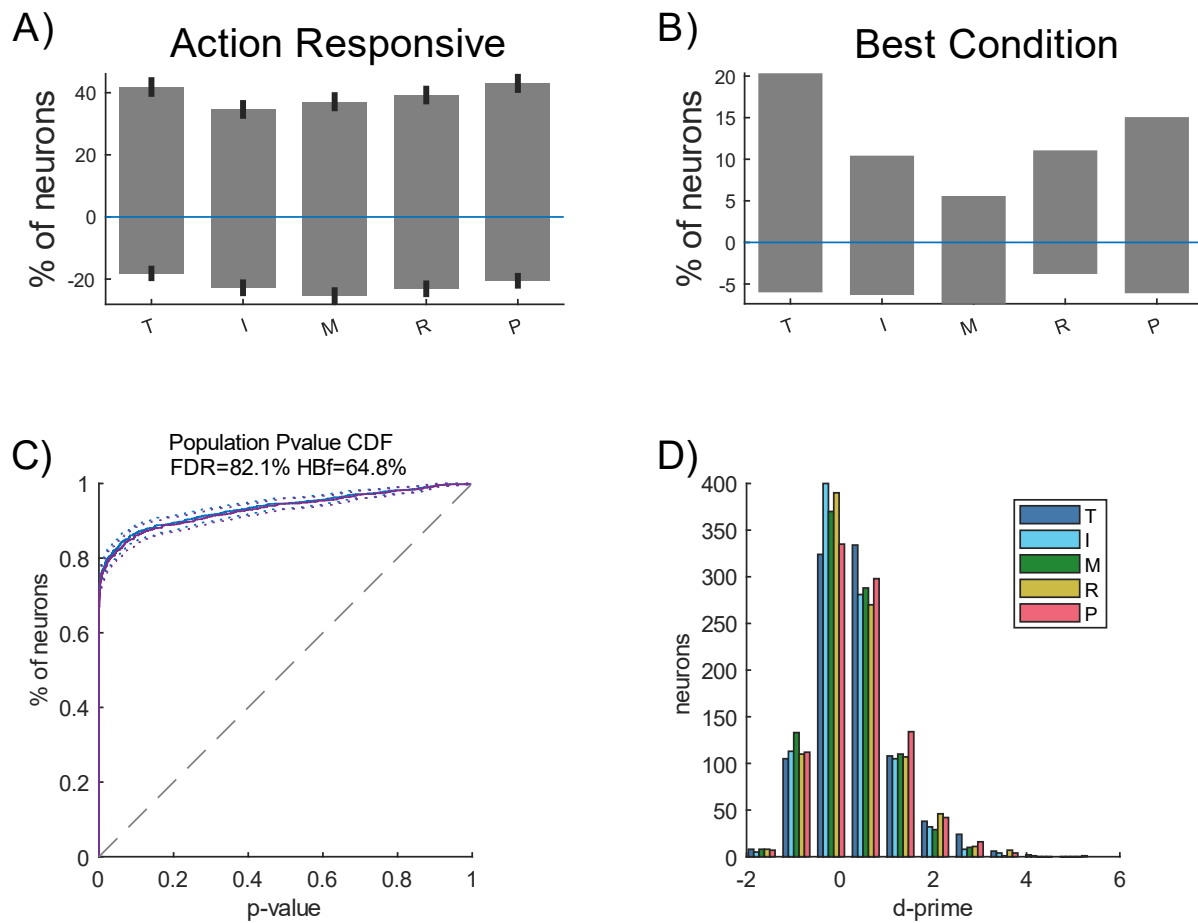 A)
Action Responsive
% of neurons
40
20
0
-20
T I M R P
B)
Best Condition
% of neurons
20
15
10
5
0
-5
T I M R P
C)
Population Pvalue CDF
FDR=82.1% HBf=64.8%
% of neurons
1
0.8
0.6
0.4
0.2
0
0 0.2 0.4 0.6 0.8 1
p-value
D)
neurons
400
350
300
250
200
150
100
50
0
-2 0 2 4 6
d-prime
T
I
M
R
P